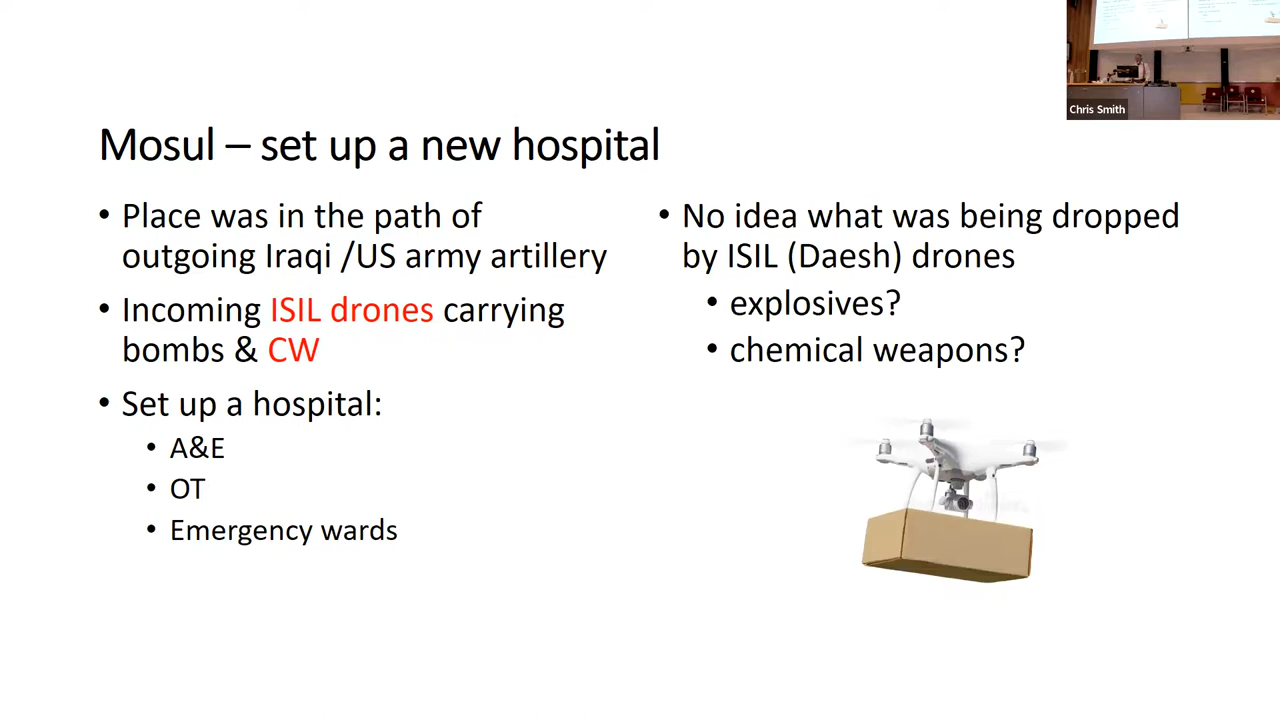 Chris Smith
Mosul – set up a new hospital
• Place was in the path of
outgoing Iraqi /US army artillery
• Incoming ISIL drones carrying
bombs & CW
• Set up a hospital:
• A&E
• OT
• Emergency wards
• No idea what was being dropped
by ISIL (Daesh) drones
• explosives?
• chemical weapons?